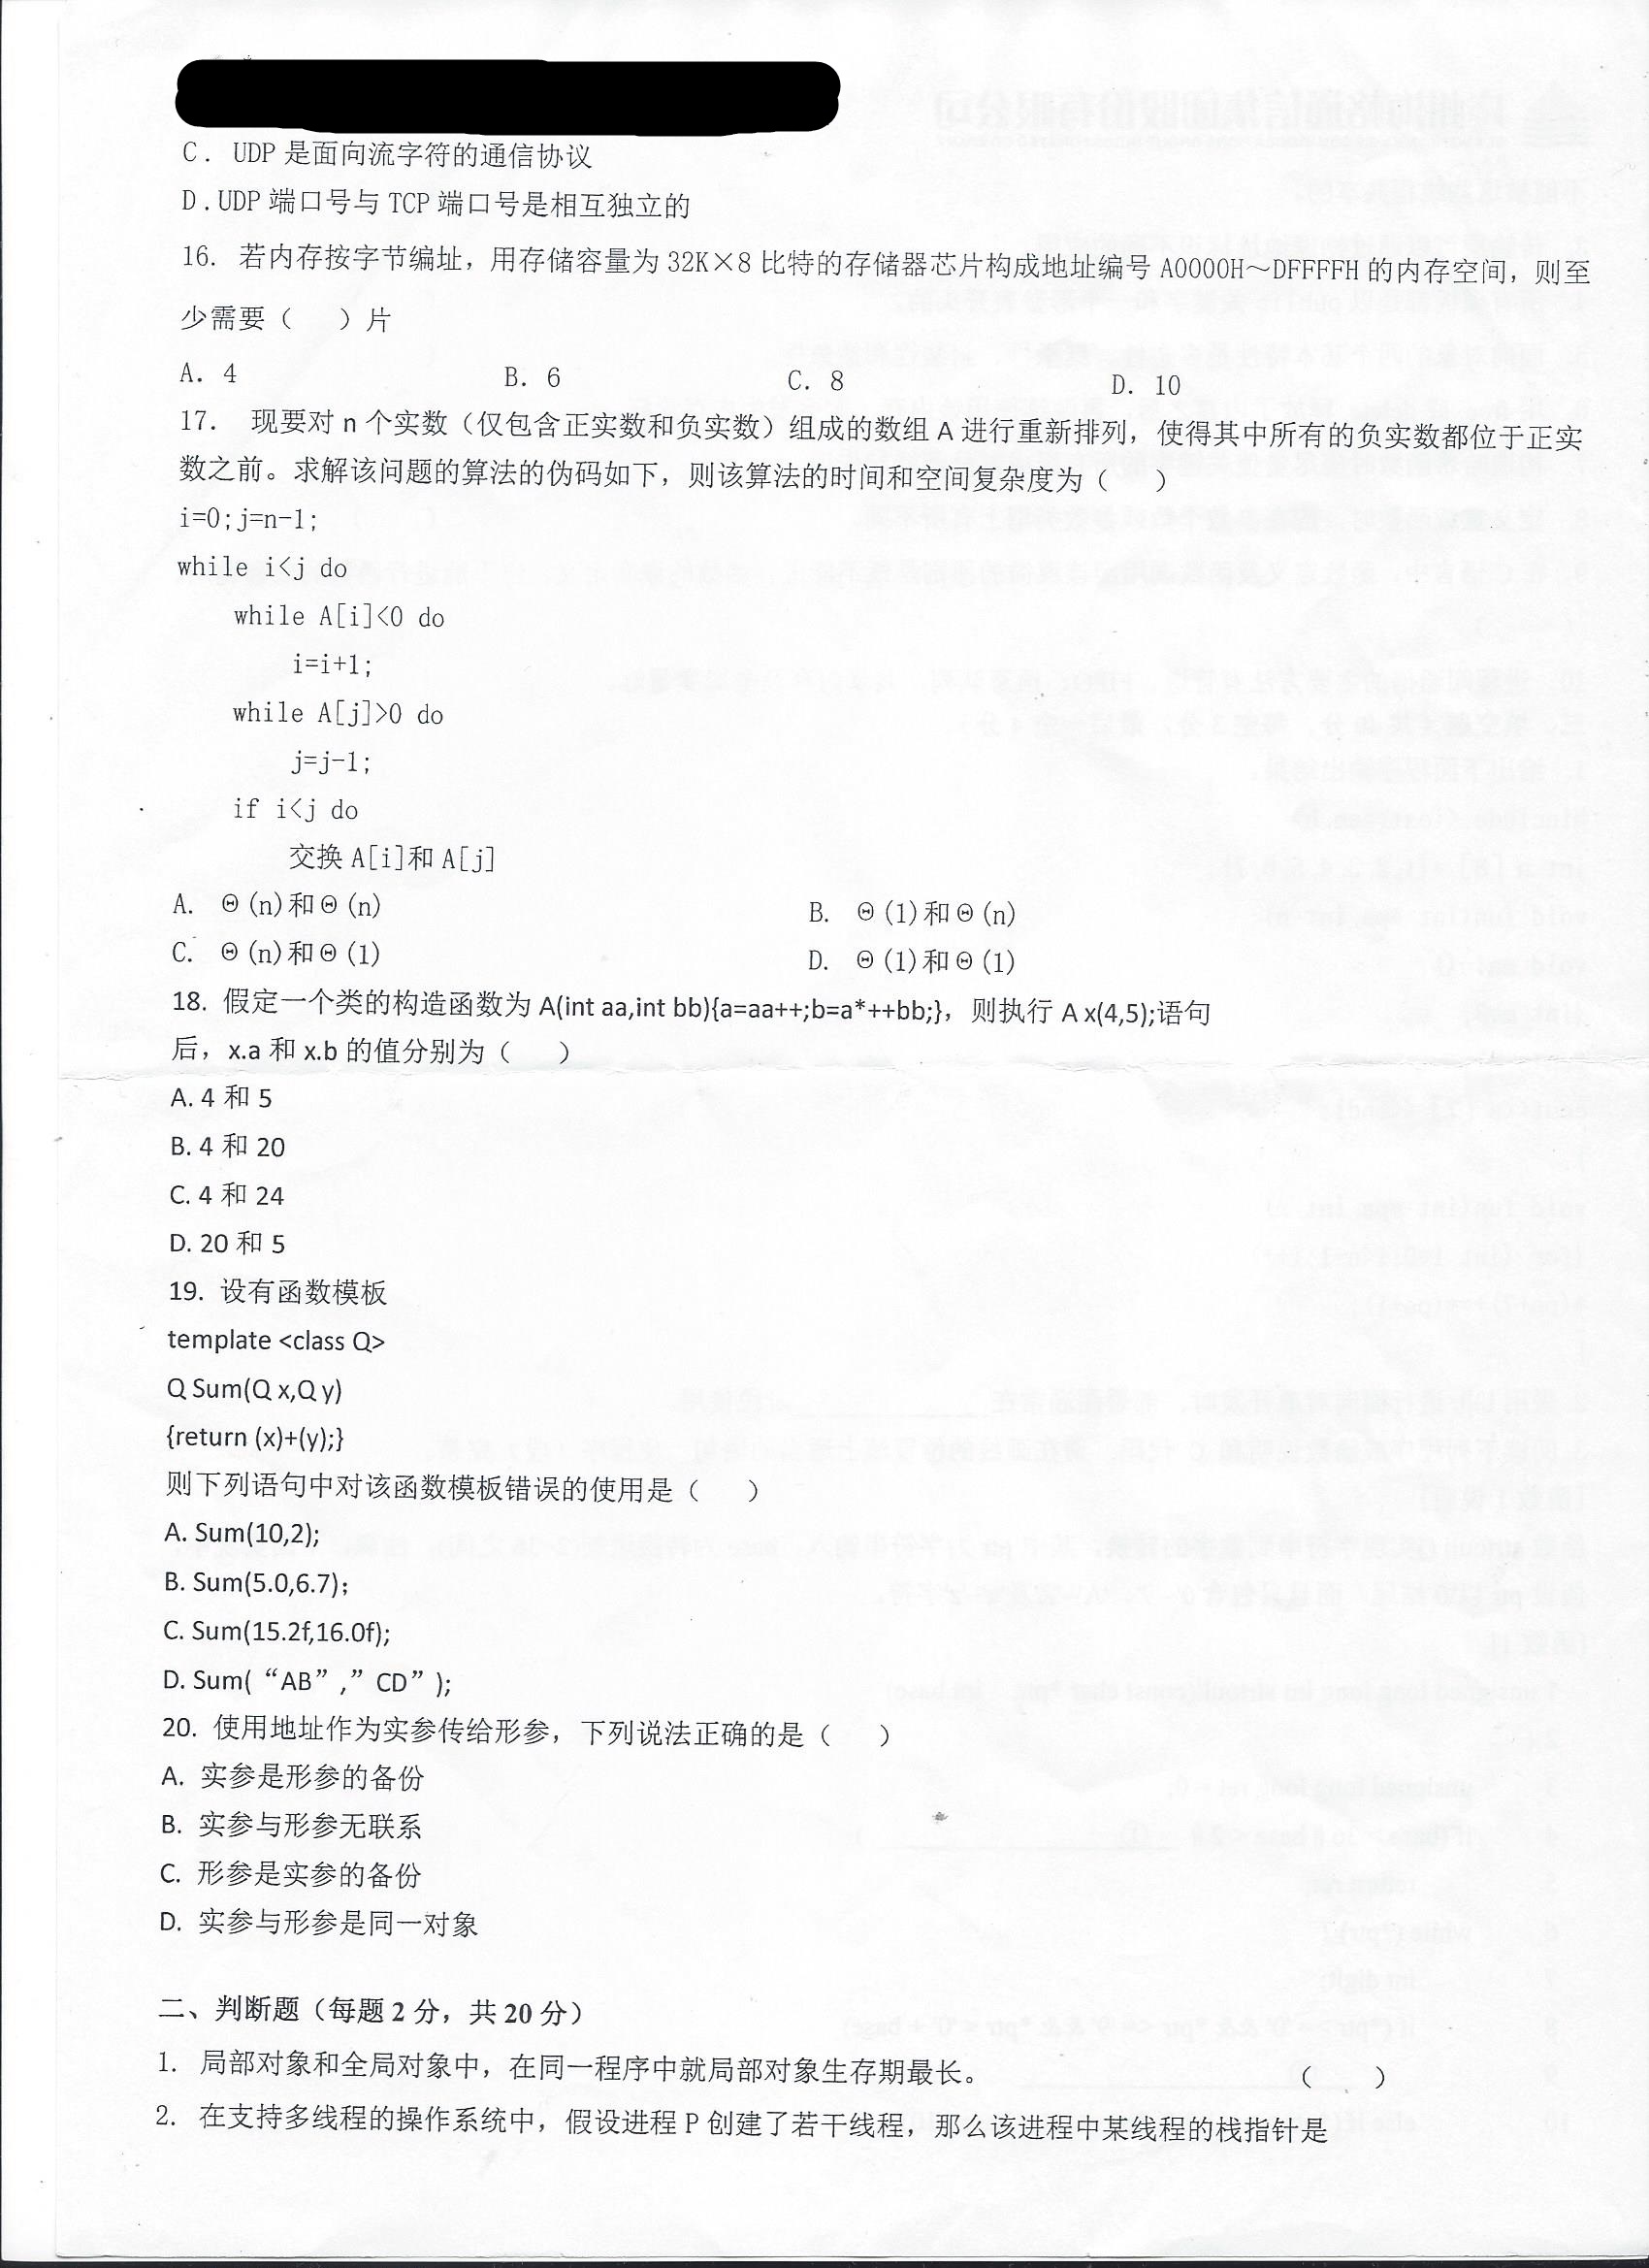 C. UDP 是面向流字符的通信协议
D.UDP 端口号与 TCP 端口号是相互独立的
16. 若内存按字节编址，用存储容量为 32K×8 比特的存储器芯片构成地址编号 A0000H～DFFFFH 的内存空间，则至
少需要（ ）片
A. 4 B. 6 C. 8 D. 10
17. 现要对 n 个实数（仅包含正实数和负实数）组成的数组 A 进行重新排列，使得其中所有的负实数都位于正实
数之前。求解该问题的算法的伪码如下，则该算法的时间和空间复杂度为（ ）
i=0;j=n-1;
while i<j do
while A[i]<0 do
i=i+1;
while A[j]>0 do
j=j-1;
if i<j do
交换 A[i]和 A[j]
A. Θ(n)和Θ(n) B. Θ(1)和Θ(n)
C. Θ(n)和Θ(1) D. Θ(1)和Θ(1)
18. 假定一个类的构造函数为 A(int aa,int bb){a=aa++;b=a*++bb;}，则执行 A x(4,5);语句
后，x.a 和 x.b 的值分别为（ ）
A. 4 和 5
B. 4 和 20
C. 4 和 24
D. 20 和 5
19. 设有函数模板
template <class Q>
Q Sum(Q x,Q y)
{return (x)+(y);}
则下列语句中对该函数模板错误的使用是（ ）
A. Sum(10,2);
B. Sum(5.0,6.7);
C. Sum(15.2f,16.0f);
D. Sum( “AB” ,” CD” );
20. 使用地址作为实参传给形参，下列说法正确的是（ ）
A. 实参是形参的备份
B. 实参与形参无联系
C. 形参是实参的备份
D. 实参与形参是同一对象
二、判断题（每题 2 分，共 20 分）
1. 局部对象和全局对象中，在同一程序中就局部对象生存期最长。 （ ）
2. 在支持多线程的操作系统中，假设进程 P 创建了若干线程，那么该进程中某线程的栈指针是